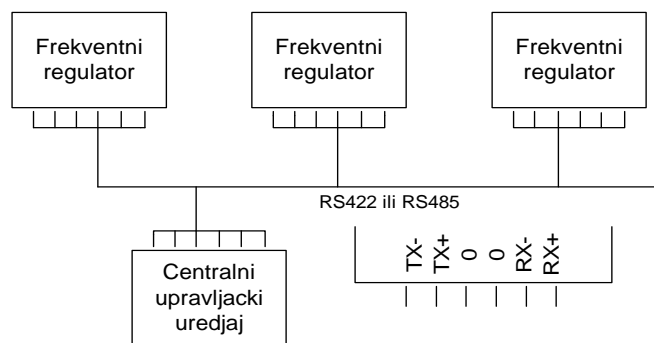 Frekventni
regulator
Frekventni
regulator
Frekventni
regulator
RS422 ili RS485
Centralni
upravljacki
uredjaj
TX-
TX+
0
0
RX-
RX+